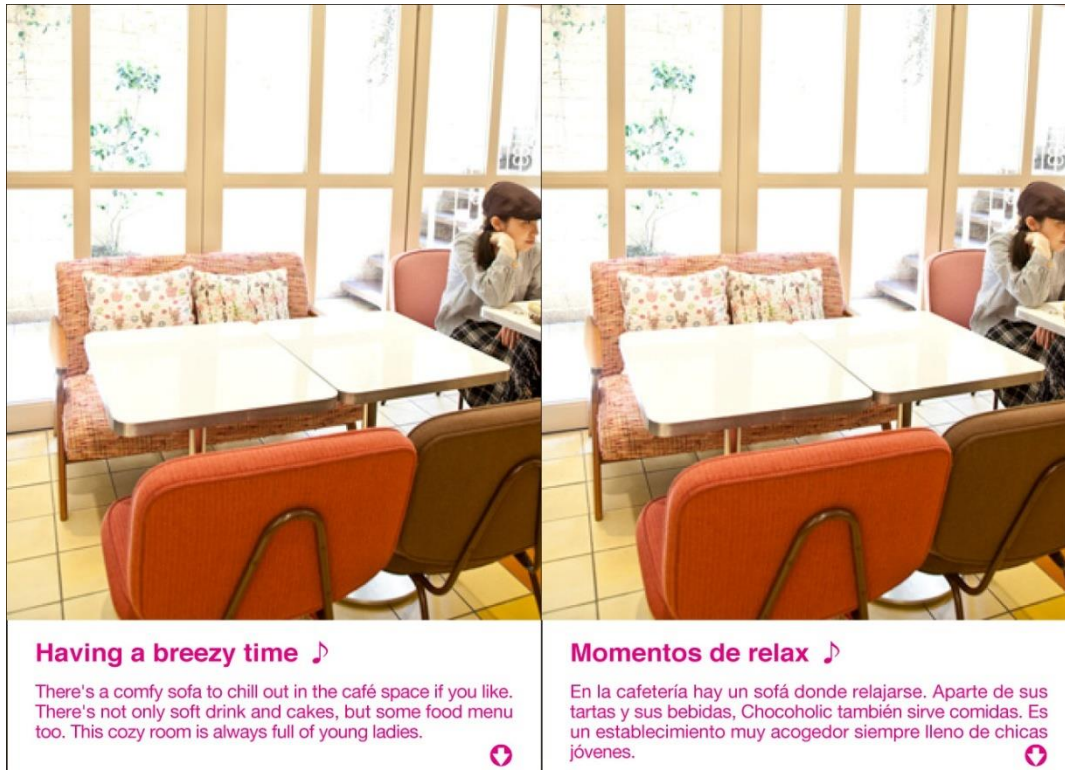 Having a breezy time ♪
There's a comfy sofa to chill out in the café space if you like.
There's not only soft drink and cakes, but some food menu
too. This cozy room is always full of young ladies.
Momentos de relax ♪
En la cafetería hay un sofá donde relajarse. Aparte de sus
tartas y sus bebidas, Chocoholic también sirve comidas. Es
un establecimiento muy acogedor siempre lleno de chicas
jóvenes.